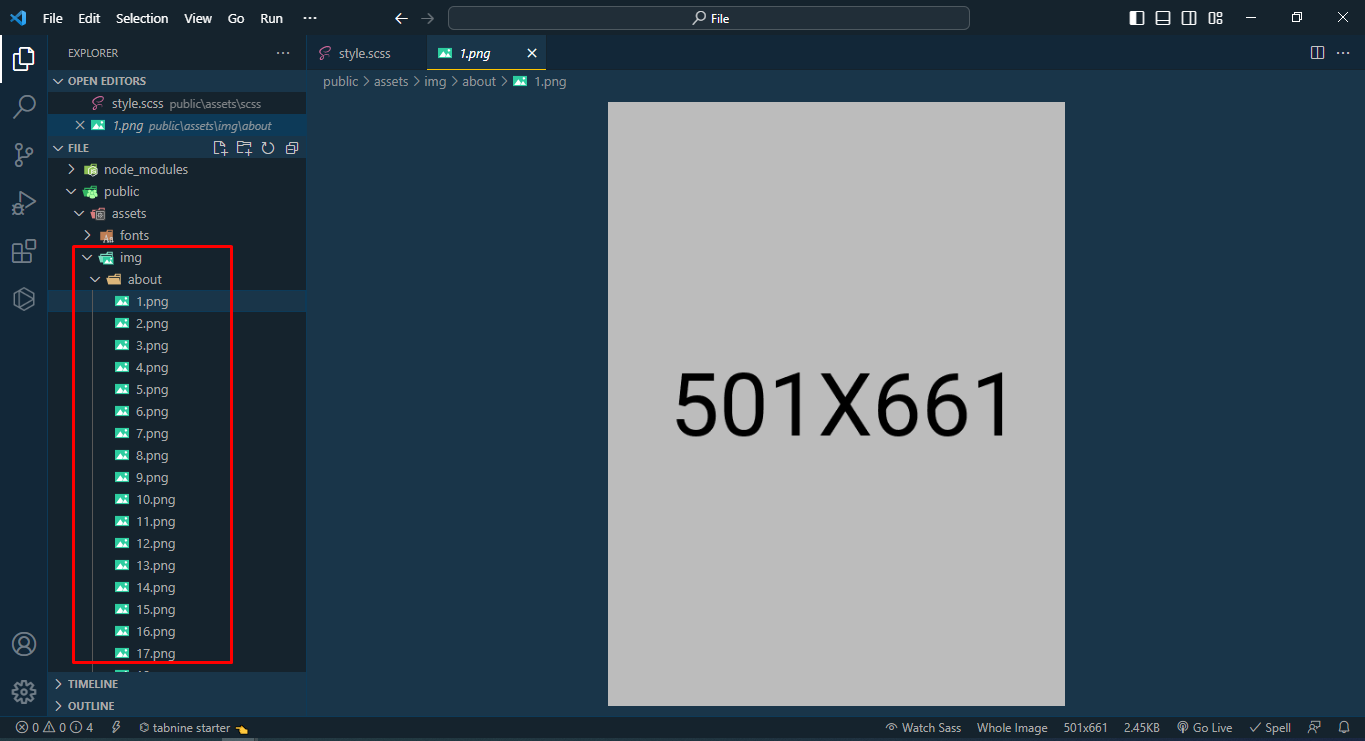 File Edit Selection View Go Run ···
File
EXPLORER ···
style.scss
1.png
OPEN EDITORS
public > assets > img > about > 1.png
style.scss public\assets\scss
1.png public\assets\img\about
FILE
node_modules
public
assets
fonts
img
about
1.png
2.png
3.png
4.png
5.png
6.png
7.png
8.png
9.png
10.png
11.png
12.png
13.png
14.png
15.png
16.png
17.png
TIMELINE
OUTLINE
501X661
0 0 4 tabnine starter Watch Sass Whole Image 501x661 2.45KB Go Live Spell